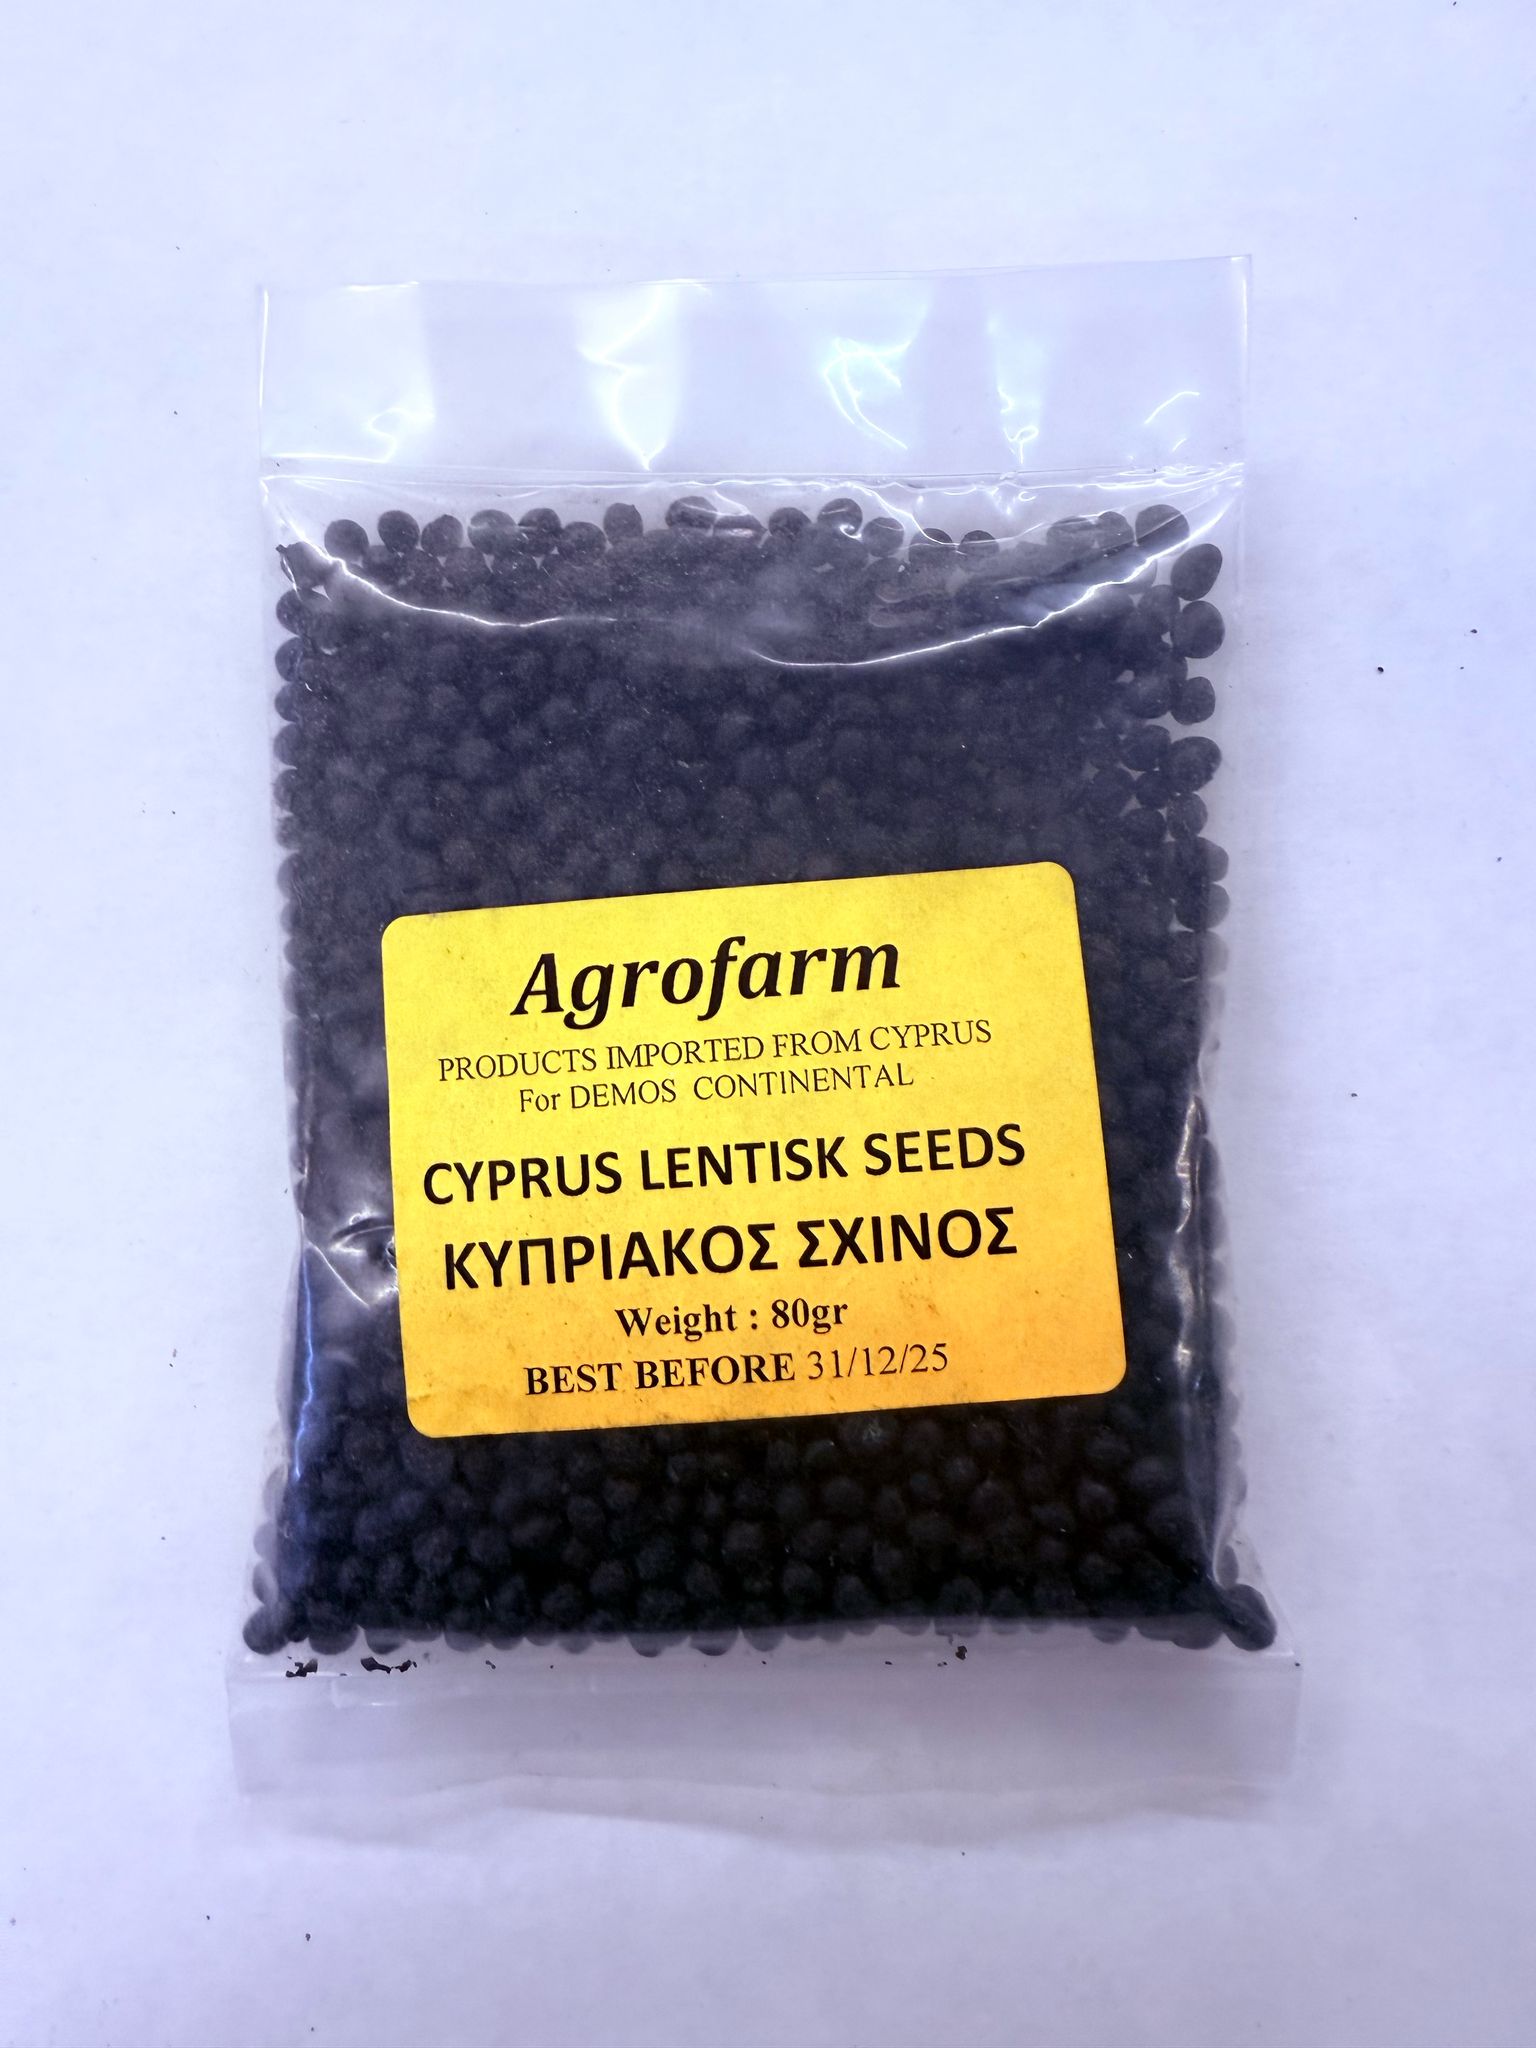 Agrofarm
PRODUCTS IMPORTED FROM CYPRUS
For DEMOS CONTINENTAL
CYPRUS LENTISK SEEDS
ΚΥΠΡΙΑΚΟΣ ΣΧΙΝΟΣ
Weight : 80gr
BEST BEFORE 31/12/25